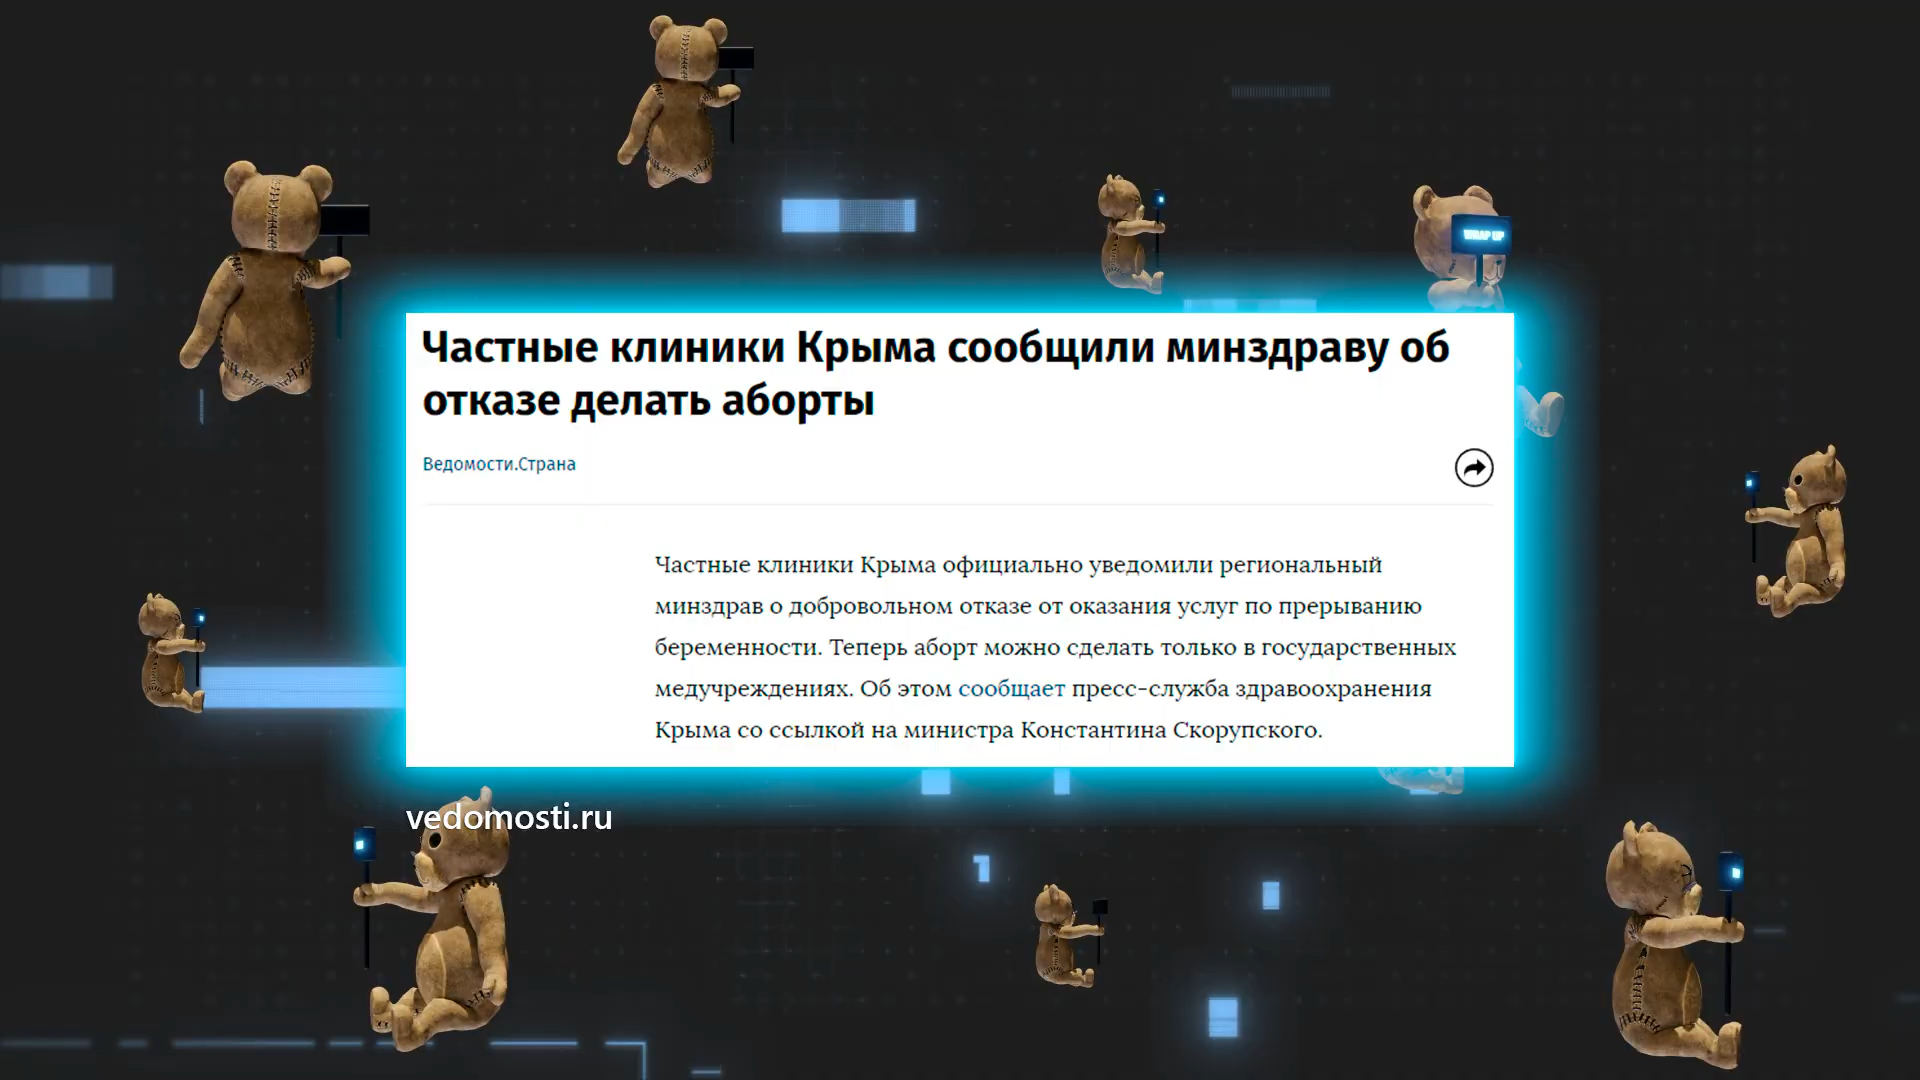 WRAP UP
Частные клиники Крыма сообщили минздраву об
отказе делать аборты
Ведомости.Страна
Частные клиники Крыма официально уведомили региональный
минздрав о добровольном отказе от оказания услуг по прерыванию
беременности. Теперь аборт можно сделать только в государственных
медучреждениях. Об этом сообщает пресс-служба здравоохранения
Крыма со ссылкой на министра Константина Скорупского.
vedomosti.ru